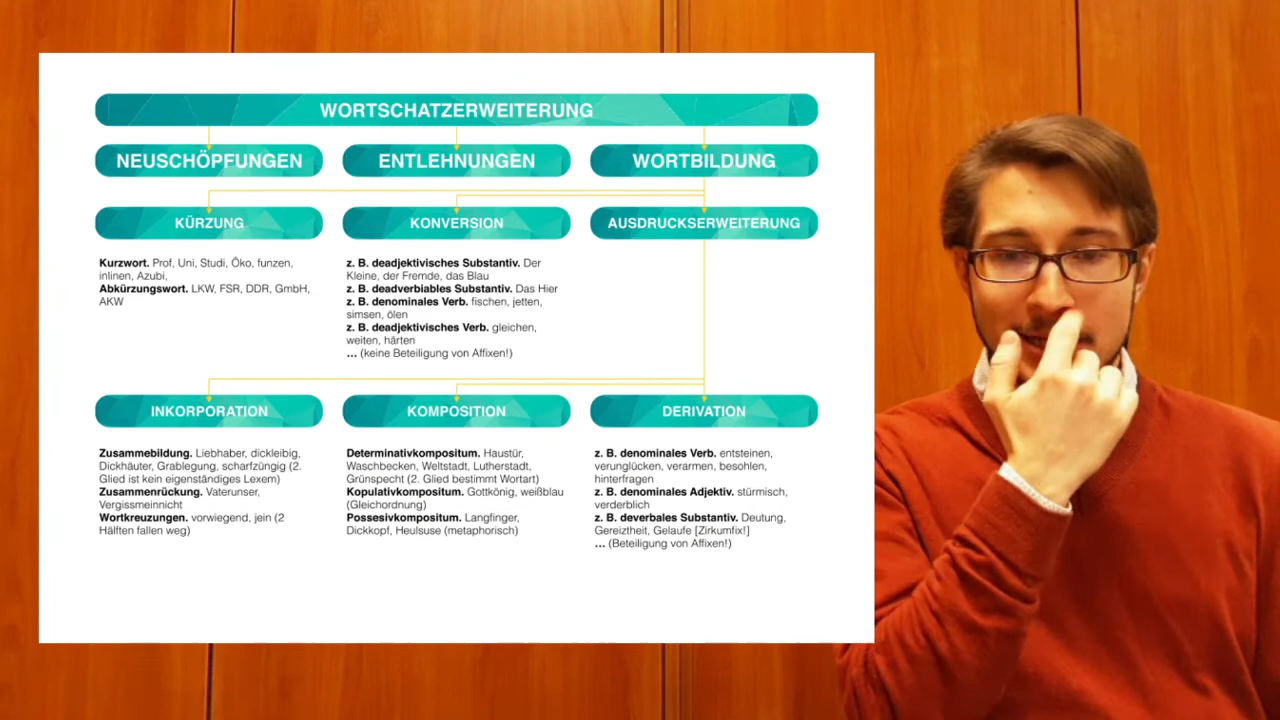 WORTSCHATZERWEITERUNG
NEUSCHÖPFUNGEN
ENTLEHNUNGEN
WORTBILDUNG
KÜRZUNG
KONVERSION
AUSDRUCKSERWEITERUNG
Kurzwort. Prof, Uni, Studi, Öko, funzen,
inlinen, Azubi,
Abkürzungswort. LKW, FSR, DDR, GmbH,
AKW
z. B. deadjektivisches Substantiv. Der
Kleine, der Fremde, das Blau
z. B. deadverbiables Substantiv. Das Hier
z. B. denominales Verb. fischen, jetten,
simsen, ölen
z. B. deadjektivisches Verb. gleichen,
weiten, härten
... (keine Beteiligung von Affixen!)
INKORPORATION
KOMPOSITION
DERIVATION
Zusammebildung. Liebhaber, dickleibig,
Dickhäuter, Grablegung, scharfzüngig (2.
Glied ist kein eigenständiges Lexem)
Zusammenrückung. Vaterunser,
Vergissmeinnicht
Wortkreuzungen. vorwiegend, jein (2
Hälften fallen weg)
Determinativkompositum. Haustür,
Waschbecken, Weltstadt, Lutherstadt,
Grünspecht (2. Glied bestimmt Wortart)
Kopulativkompositum. Gottkönig, weißblau
(Gleichordnung)
Possesivkompositum. Langfinger,
Dickkopf, Heulsuse (metaphorisch)
z. B. denominales Verb. entsteinen,
verunglücken, verarmen, besohlen,
hinterfragen
z. B. denominales Adjektiv. stürmisch,
verderblich
z. B. deverbales Substantiv. Deutung,
Gereiztheit, Gelaufe [Zirkumfix!]
... (Beteiligung von Affixen!)